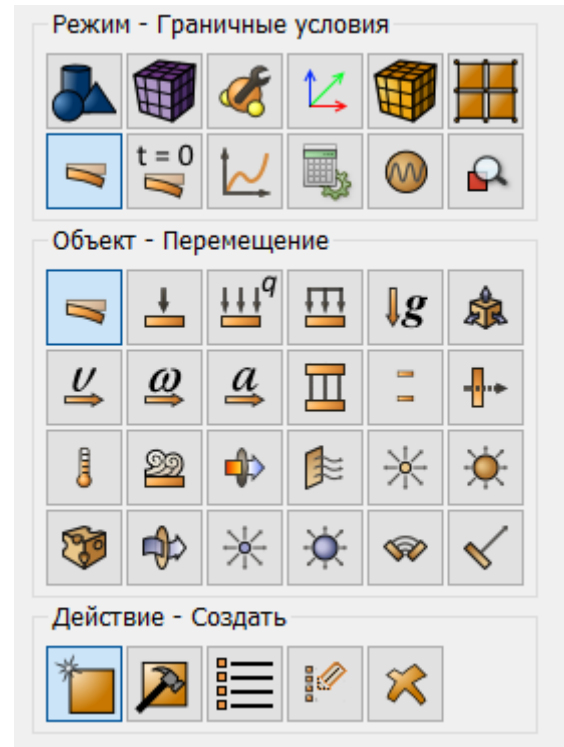 Режим - Граничные условия
t = 0
Объект - Перемещение
q
g
υ
ω
a
Действие - Создать